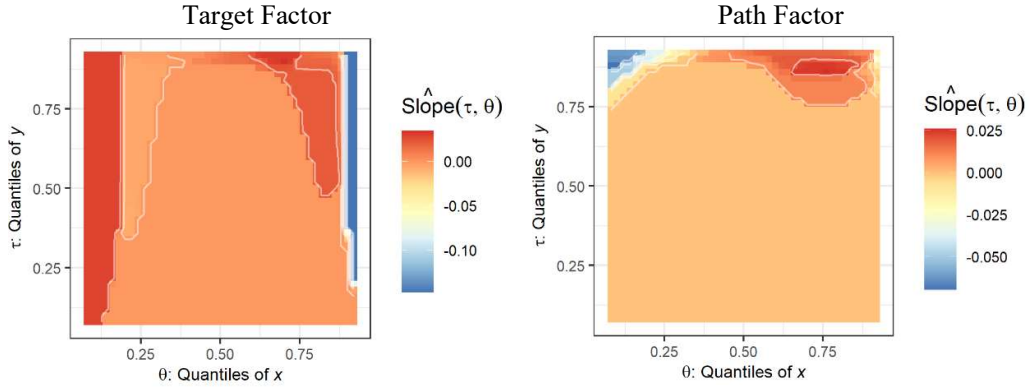 Target Factor
τ: Quantiles of y
0.75
0.50
0.25
0.25
0.50
0.75
θ: Quantiles of x
Slôpe(τ, θ)
0.00
-0.05
-0.10
Path Factor
τ: Quantiles of y
0.75
0.50
0.25
0.25
0.50
0.75
θ: Quantiles of x
Slôpe(τ, θ)
0.025
0.000
-0.025
-0.050